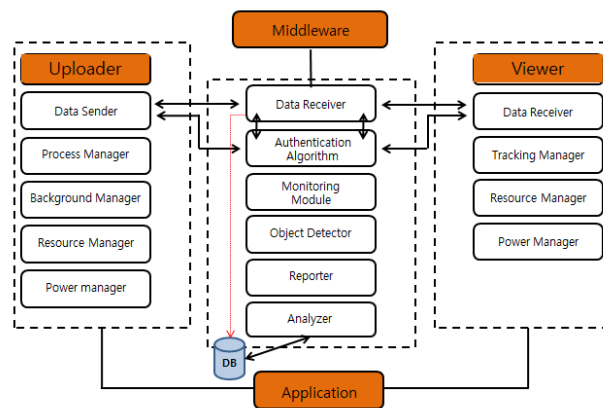 Middleware
Uploader
Data Sender
Process Manager
Background Manager
Resource Manager
Power manager
Data Receiver
Authentication
Algorithm
Monitoring
Module
Object Detector
Reporter
Analyzer
DB
Viewer
Data Receiver
Tracking Manager
Resource Manager
Power Manager
Application